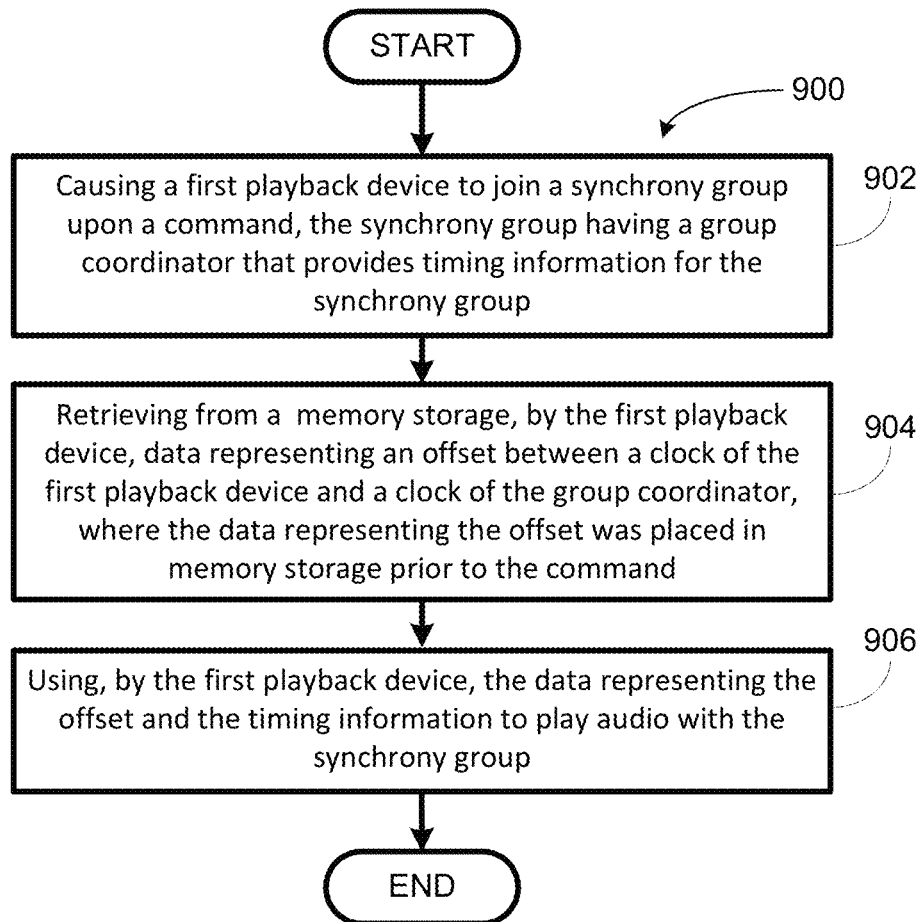 START
900
Causing a first playback device to join a synchrony group
upon a command, the synchrony group having a group
coordinator that provides timing information for the
synchrony group
902
Retrieving from a memory storage, by the first playback
device, data representing an offset between a clock of the
first playback device and a clock of the group coordinator,
where the data representing the offset was placed in
memory storage prior to the command
904
Using, by the first playback device, the data representing the
offset and the timing information to play audio with the
synchrony group
906
END